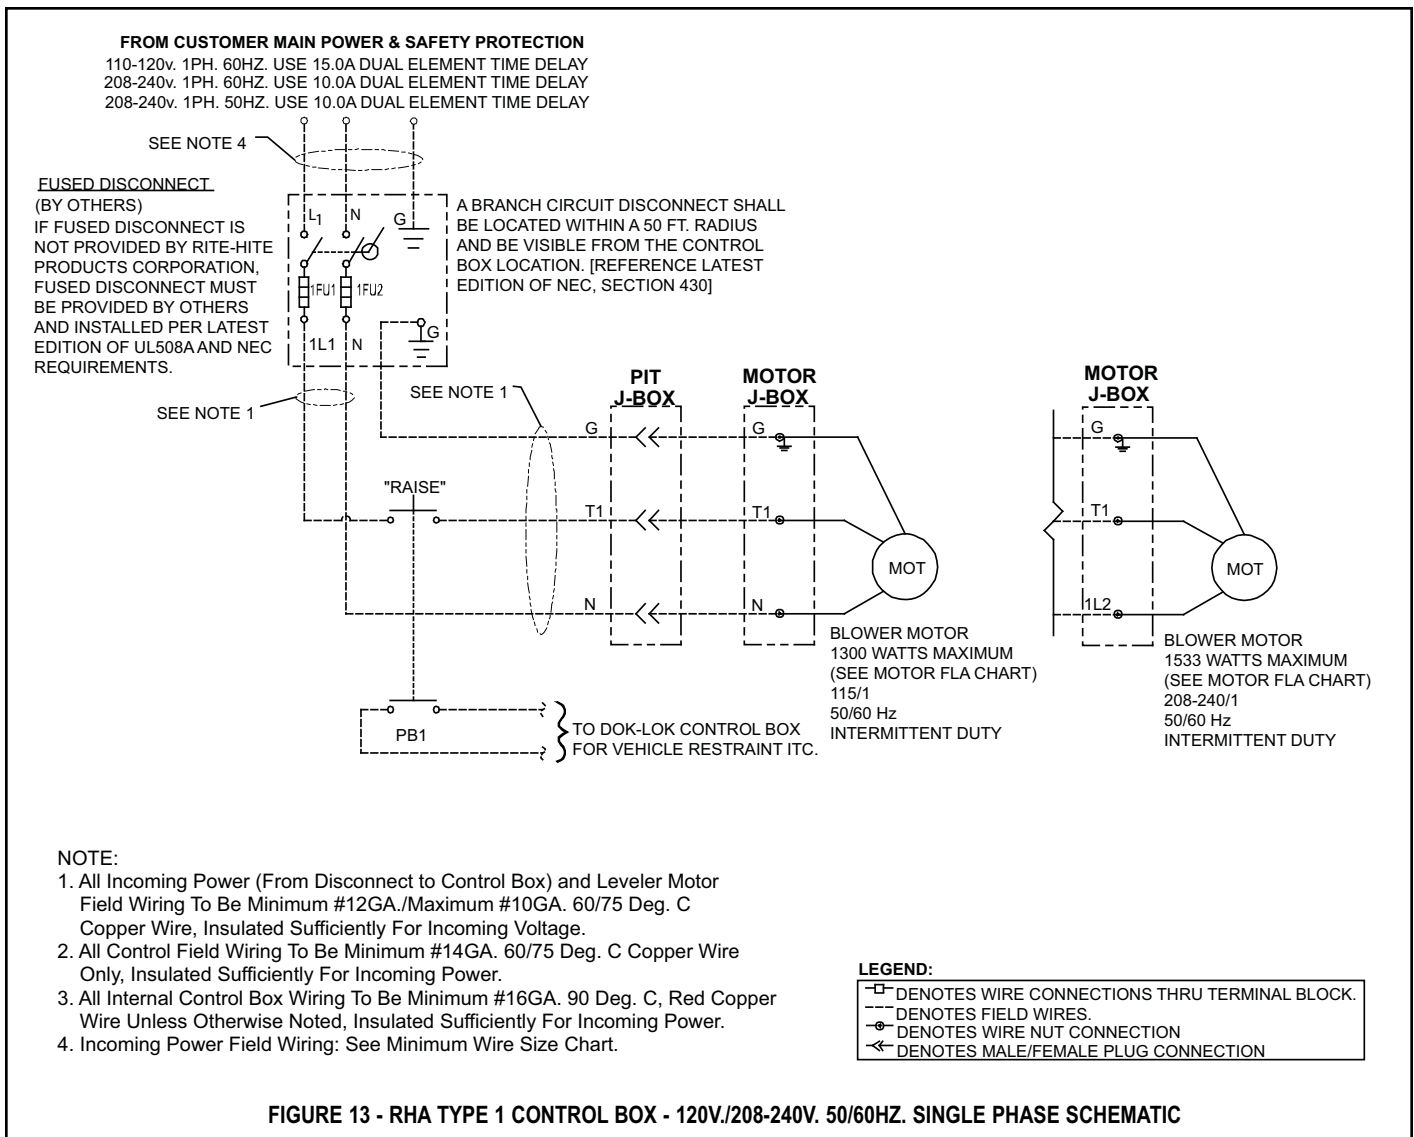 FROM CUSTOMER MAIN POWER & SAFETY PROTECTION
110-120v. 1PH. 60HZ. USE 15.0A DUAL ELEMENT TIME DELAY
208-240v. 1PH. 60HZ. USE 10.0A DUAL ELEMENT TIME DELAY
208-240v. 1PH. 50HZ. USE 10.0A DUAL ELEMENT TIME DELAY
SEE NOTE 4
FUSED DISCONNECT
(BY OTHERS)
IF FUSED DISCONNECT IS
NOT PROVIDED BY RITE-HITE
PRODUCTS CORPORATION,
FUSED DISCONNECT MUST
BE PROVIDED BY OTHERS
AND INSTALLED PER LATEST
EDITION OF UL508A AND NEC
REQUIREMENTS.
L1 N G
1FU1 1FU2
G
1L1 N
A BRANCH CIRCUIT DISCONNECT SHALL
BE LOCATED WITHIN A 50 FT. RADIUS
AND BE VISIBLE FROM THE CONTROL
BOX LOCATION. [REFERENCE LATEST
EDITION OF NEC, SECTION 430]
SEE NOTE 1
SEE NOTE 1
PIT
J-BOX
MOTOR
J-BOX
MOTOR
J-BOX
G G G
"RAISE"
T1 T1 T1
MOT MOT
N N 1L2
BLOWER MOTOR
1300 WATTS MAXIMUM
(SEE MOTOR FLA CHART)
115/1
50/60 Hz
INTERMITTENT DUTY
BLOWER MOTOR
1533 WATTS MAXIMUM
(SEE MOTOR FLA CHART)
208-240/1
50/60 Hz
INTERMITTENT DUTY
PB1
TO DOK-LOK CONTROL BOX
FOR VEHICLE RESTRAINT ITC.
NOTE:
1. All Incoming Power (From Disconnect to Control Box) and Leveler Motor
Field Wiring To Be Minimum #12GA./Maximum #10GA. 60/75 Deg. C
Copper Wire, Insulated Sufficiently For Incoming Voltage.
2. All Control Field Wiring To Be Minimum #14GA. 60/75 Deg. C Copper Wire
Only, Insulated Sufficiently For Incoming Power.
3. All Internal Control Box Wiring To Be Minimum #16GA. 90 Deg. C, Red Copper
Wire Unless Otherwise Noted, Insulated Sufficiently For Incoming Power.
4. Incoming Power Field Wiring: See Minimum Wire Size Chart.
LEGEND:
DENOTES WIRE CONNECTIONS THRU TERMINAL BLOCK.
DENOTES FIELD WIRES.
DENOTES WIRE NUT CONNECTION
DENOTES MALE/FEMALE PLUG CONNECTION
FIGURE 13 - RHA TYPE 1 CONTROL BOX - 120V./208-240V. 50/60HZ. SINGLE PHASE SCHEMATIC